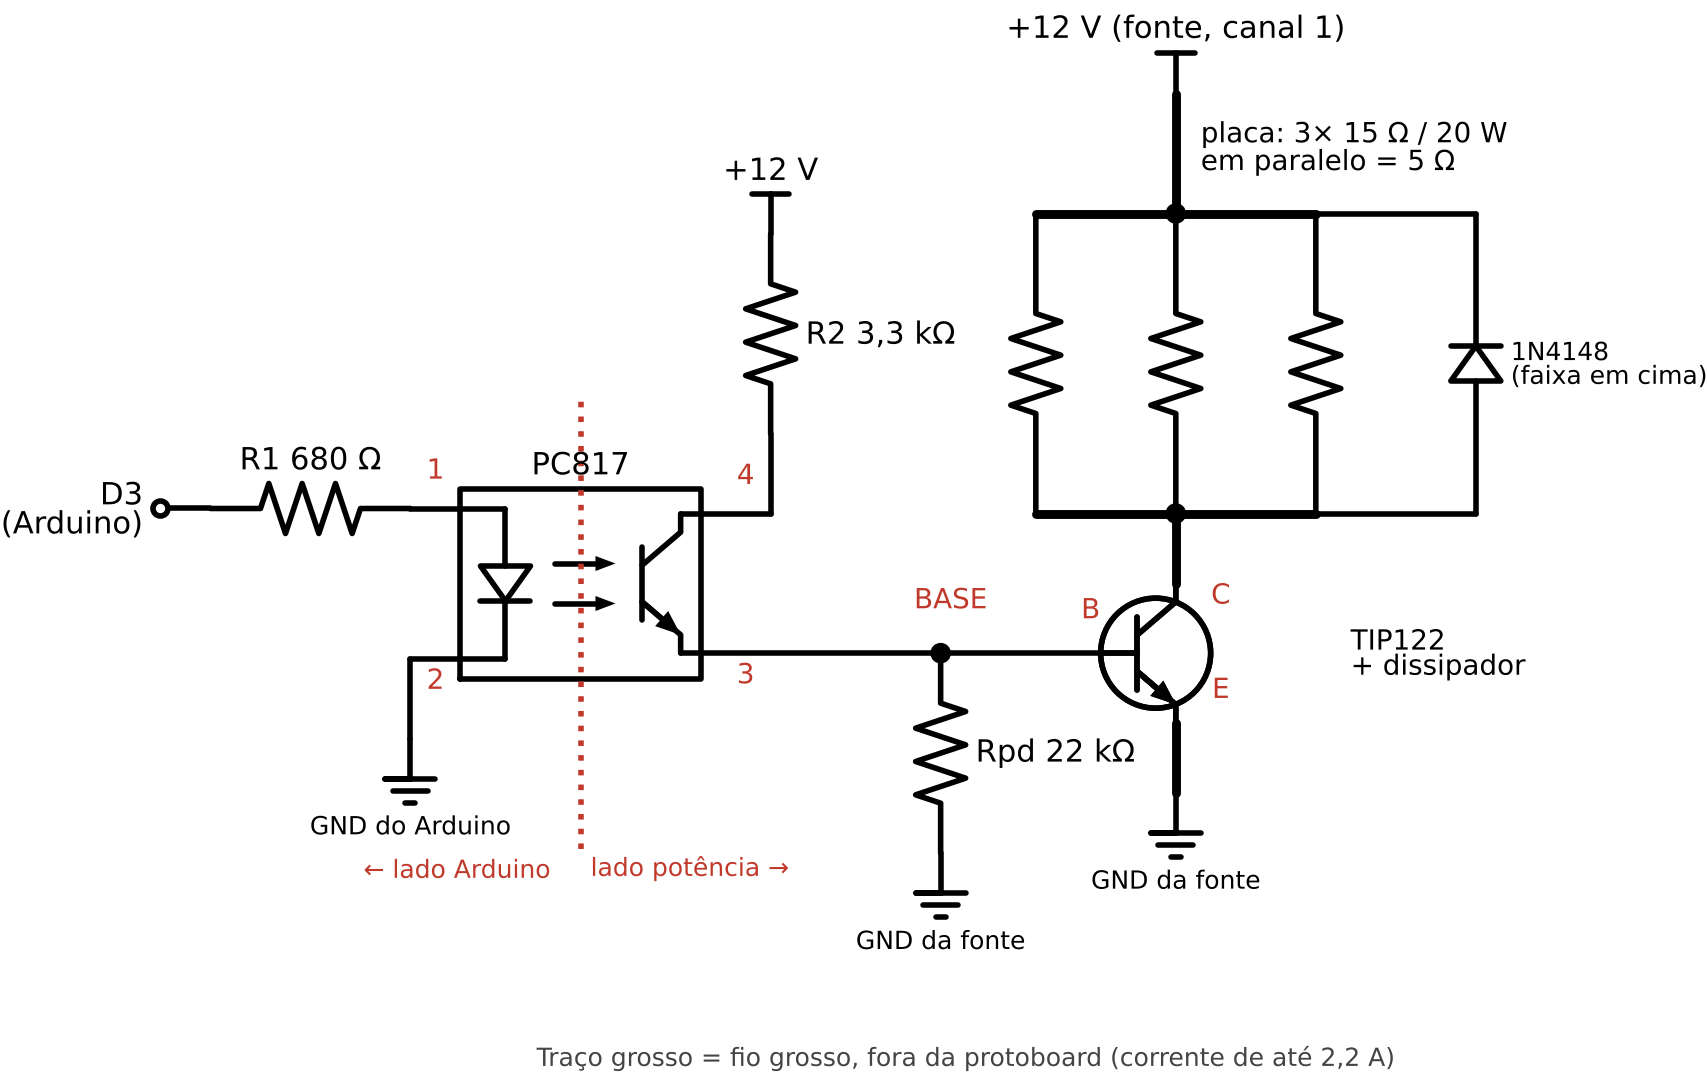 +12 V (fonte, canal 1)
placa: 3× 15 Ω / 20 W
em paralelo = 5 Ω
+12 V
R2 3,3 kΩ
1N4148
(faixa em cima)
R1 680 Ω
1
PC817
4
D3
(Arduino)
BASE
B
C
TIP122
+ dissipador
2
3
E
Rpd 22 kΩ
GND do Arduino
← lado Arduino
lado potência →
GND da fonte
GND da fonte
Traço grosso = fio grosso, fora da protoboard (corrente de até 2,2 A)